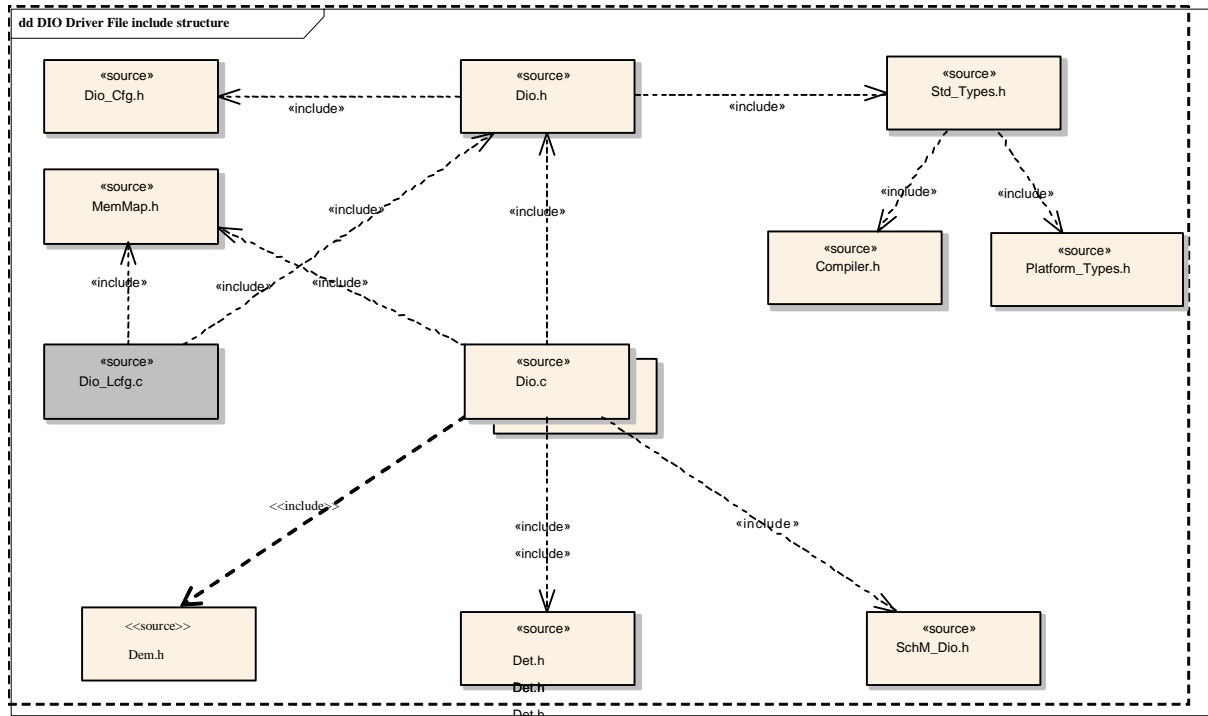 dd DIO Driver File include structure
«source»
Dio_Cfg.h
«include»
«source»
Dio.h
«include»
«source»
Std_Types.h
«source»
MemMap.h
«include»
«include»
«include»
«include»
«source»
Compiler.h
«source»
Platform_Types.h
«include»
«include»
«include»
«source»
Dio_Lcfg.c
«source»
Dio.c
<<include>>
«include»
«include»
«include»
<<source>>
Dem.h
«source»
Det.h
Det.h
Det.h
«source»
SchM_Dio.h